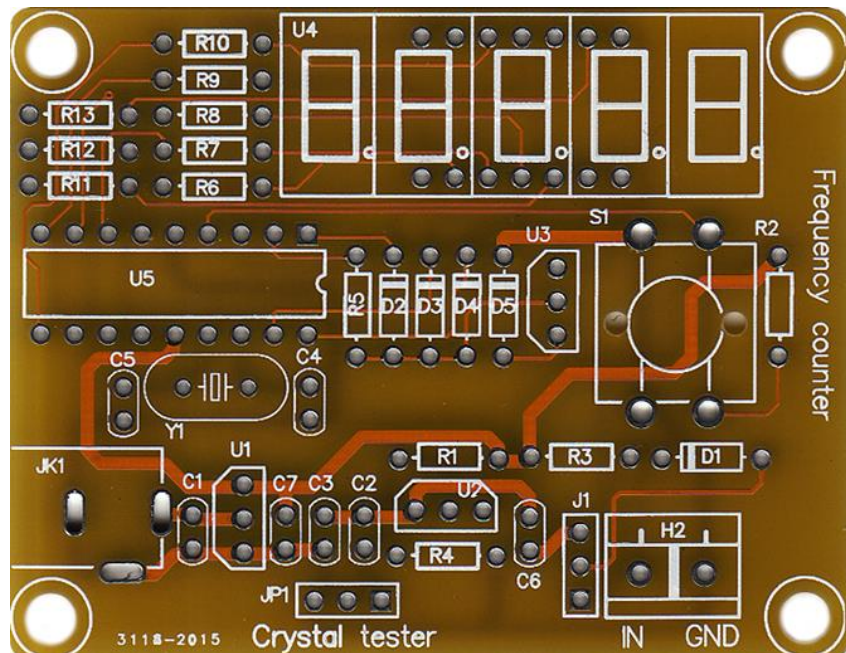 R10
U4
R9
R13
R8
R12
R7
R11
R6
Frequency counter
S1
R2
U3
U5
R5
D2
D3
D4
D5
C5
C4
Y1
U1
R1
R3
D1
JK1
C1
C7
C3
C2
U2
J1
H2
R4
C6
JP1
311S-2015
Crystal tester
IN
GND